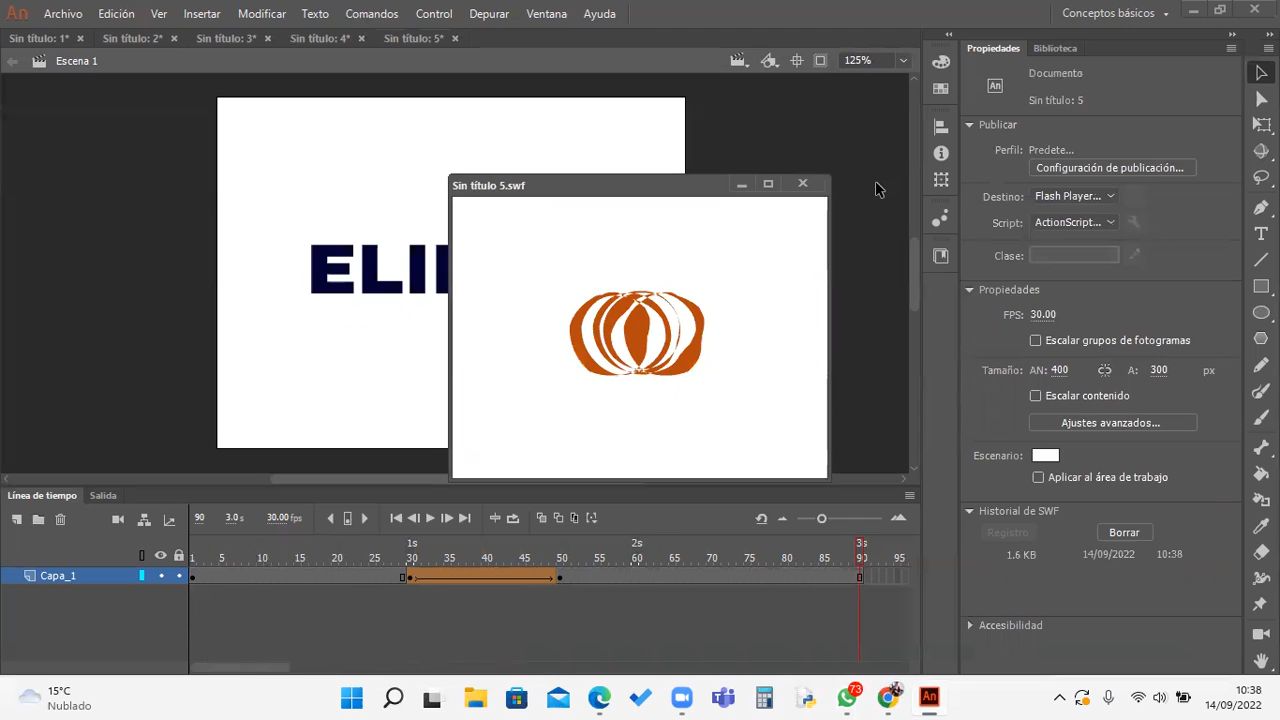 An Archivo Edición Ver Insertar Modificar Texto Comandos Control Depurar Ventana Ayuda Conceptos básicos
Sin título: 1* Sin título: 2* Sin título: 3* Sin título: 4* Sin título: 5*
Escena 1 125%
Propiedades Biblioteca
An Documento
Sin título: 5
Publicar
Perfil: Predete...
Configuración de publicación...
Destino: Flash Player...
Script: ActionScript...
Clase:
Propiedades
FPS: 30.00
Escalar grupos de fotogramas
Tamaño: AN: 400 A: 300 px
Escalar contenido
Ajustes avanzados...
Escenario:
Aplicar al área de trabajo
Historial de SWF
Registro Borrar
1.6 KB 14/09/2022 10:38
Accesibilidad
Sin título 5.swf
Línea de tiempo Salida
90 3.0 s 30.00 fps
1s 2s 3s
1 5 10 15 20 25 30 35 40 45 50 55 60 65 70 75 80 85 90 95
Capa_1
15°C
Nublado
73
An
10:38
14/09/2022